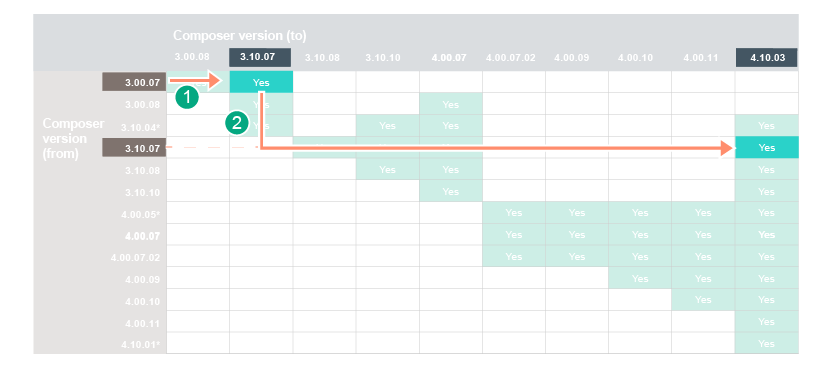 Composer version (to)
3.00.08 3.10.07 3.10.08 3.10.10 4.00.07 4.00.07.02 4.00.09 4.00.10 4.00.11 4.10.03
3.00.07 Yes
1
3.00.08 Yes Yes
Composer version (from)
3.10.04* 2 Yes Yes Yes
3.10.07 Yes
3.10.08 Yes Yes Yes
3.10.10 Yes Yes
4.00.05* Yes Yes Yes Yes Yes
4.00.07 Yes Yes Yes Yes Yes
4.00.07.02 Yes Yes Yes Yes Yes
4.00.09 Yes Yes Yes
4.00.10 Yes Yes
4.00.11 Yes
4.10.01* Yes